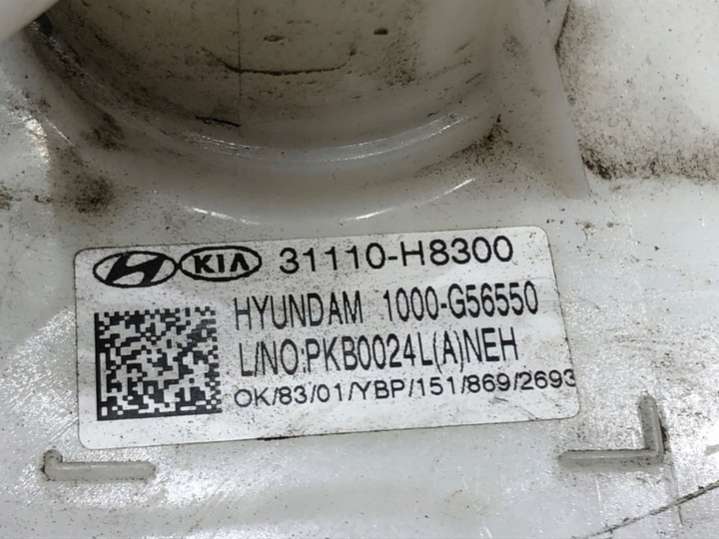 KIA 31110-H8300
HYUNDAM 1000-G56550
L/NO:PKB0024L(A)NEH
OK/83/01/YBP/151/869/2693